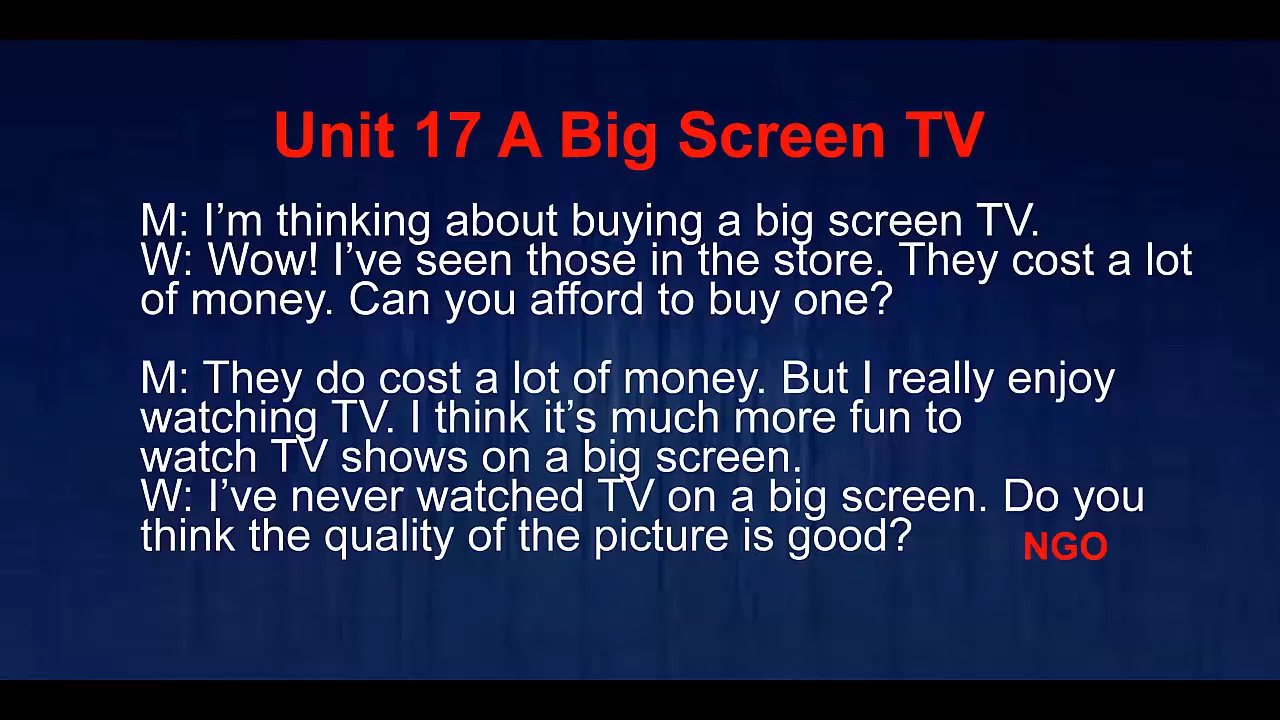 Unit 17 A Big Screen TV
M: I’m thinking about buying a big screen TV.
W: Wow! I’ve seen those in the store. They cost a lot
of money. Can you afford to buy one?
M: They do cost a lot of money. But I really enjoy
watching TV. I think it’s much more fun to
watch TV shows on a big screen.
W: I’ve never watched TV on a big screen. Do you
think the quality of the picture is good?
NGO